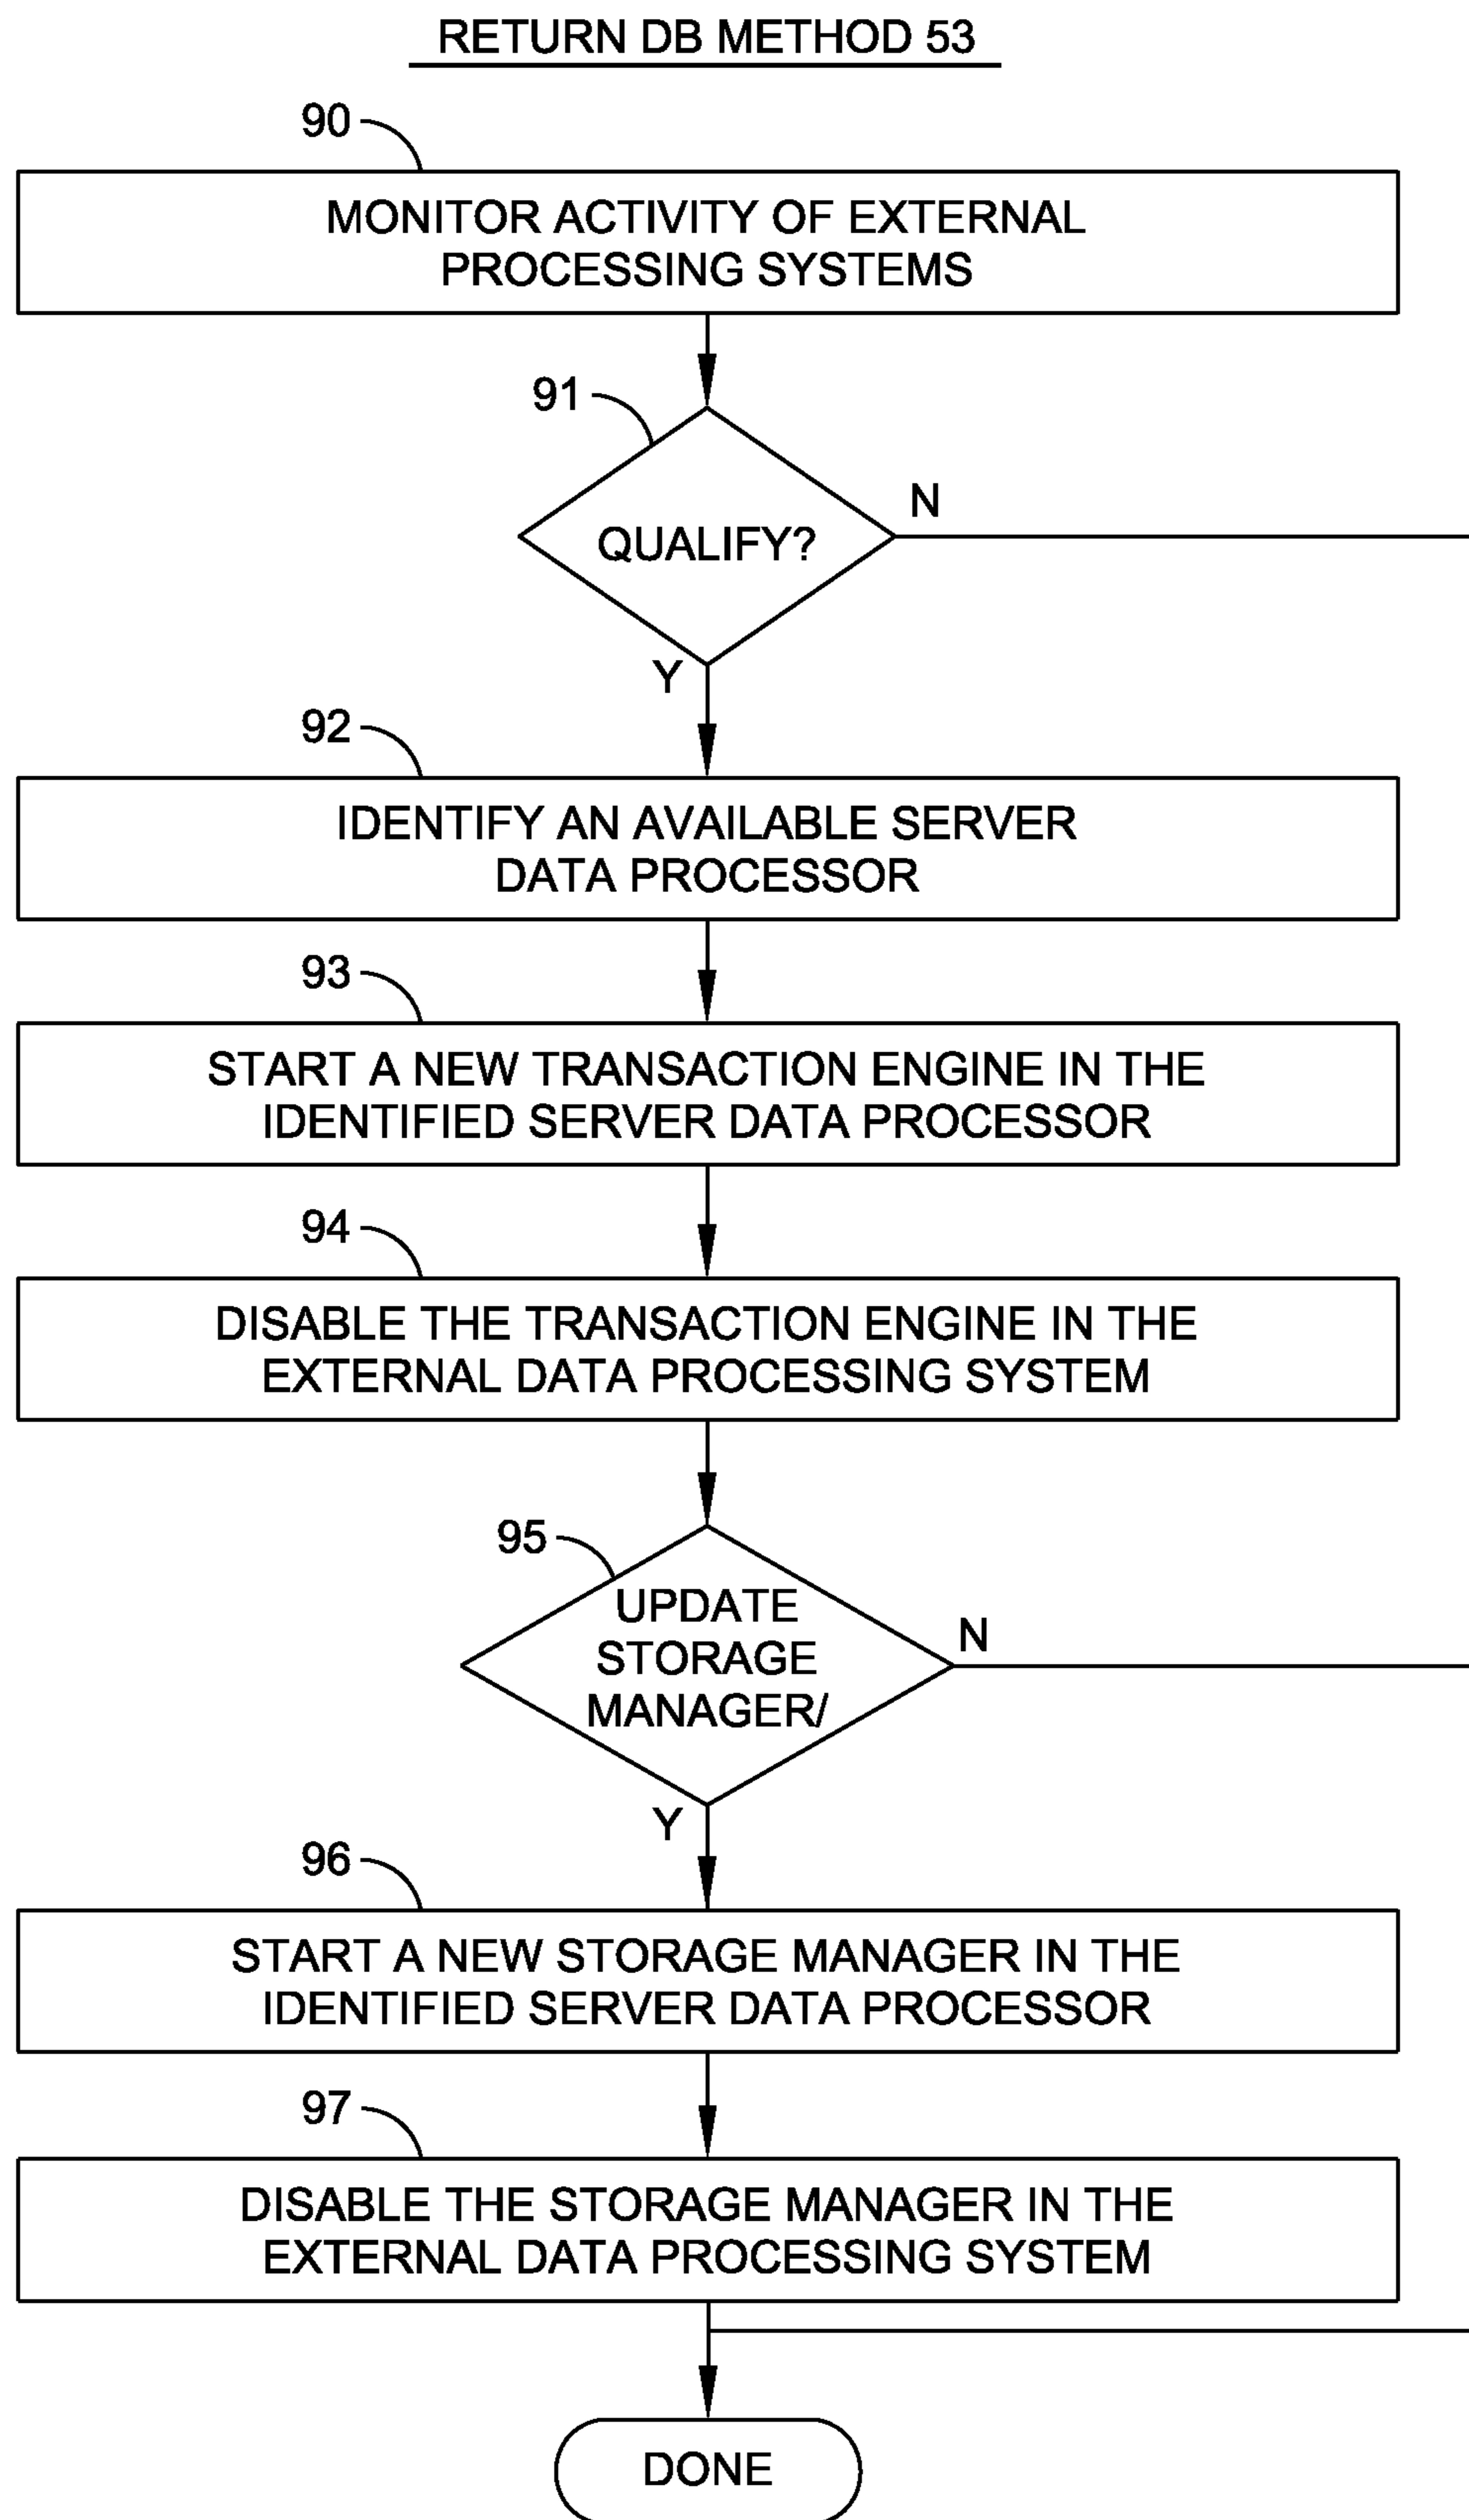 RETURN DB METHOD 53
90
MONITOR ACTIVITY OF EXTERNAL
PROCESSING SYSTEMS
91
QUALIFY?
N
Y
92
IDENTIFY AN AVAILABLE SERVER
DATA PROCESSOR
93
START A NEW TRANSACTION ENGINE IN THE
IDENTIFIED SERVER DATA PROCESSOR
94
DISABLE THE TRANSACTION ENGINE IN THE
EXTERNAL DATA PROCESSING SYSTEM
95
UPDATE
STORAGE
MANAGER/
N
Y
96
START A NEW STORAGE MANAGER IN THE
IDENTIFIED SERVER DATA PROCESSOR
97
DISABLE THE STORAGE MANAGER IN THE
EXTERNAL DATA PROCESSING SYSTEM
DONE